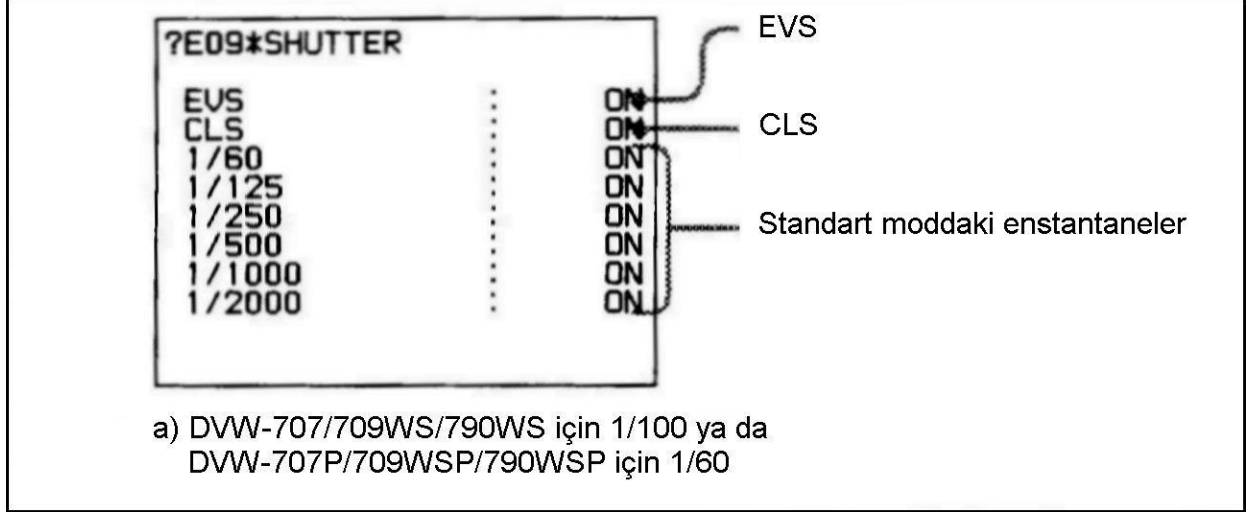 ?E09*SHUTTER
EVS : ON
CLS : ON
1/60 : ON
1/125 : ON
1/250 : ON
1/500 : ON
1/1000 : ON
1/2000 : ON
EVS
CLS
Standart moddaki enstantaneler
a) DVW-707/709WS/790WS için 1/100 ya da
DVW-707P/709WSP/790WSP için 1/60